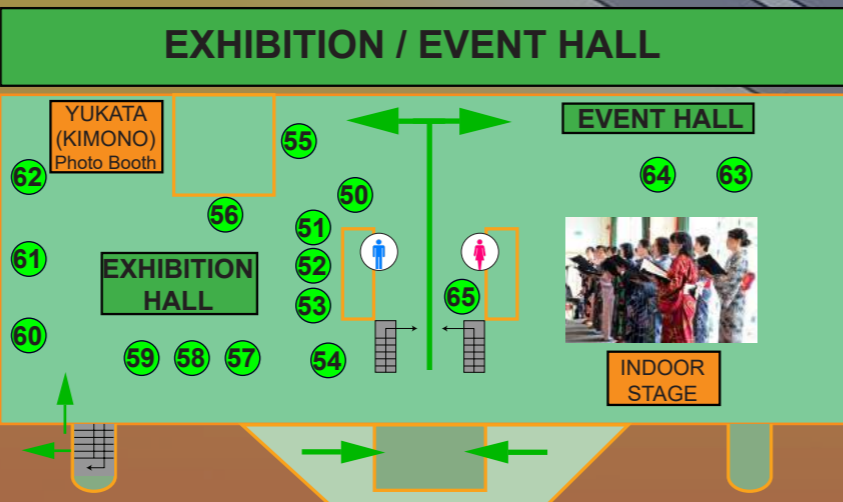 EXHIBITION / EVENT HALL
YUKATA
(KIMONO)
Photo Booth
EVENT HALL
55
62
64
63
50
56
51
61
52
EXHIBITION
HALL
53
65
60
59
58
57
54
INDOOR
STAGE